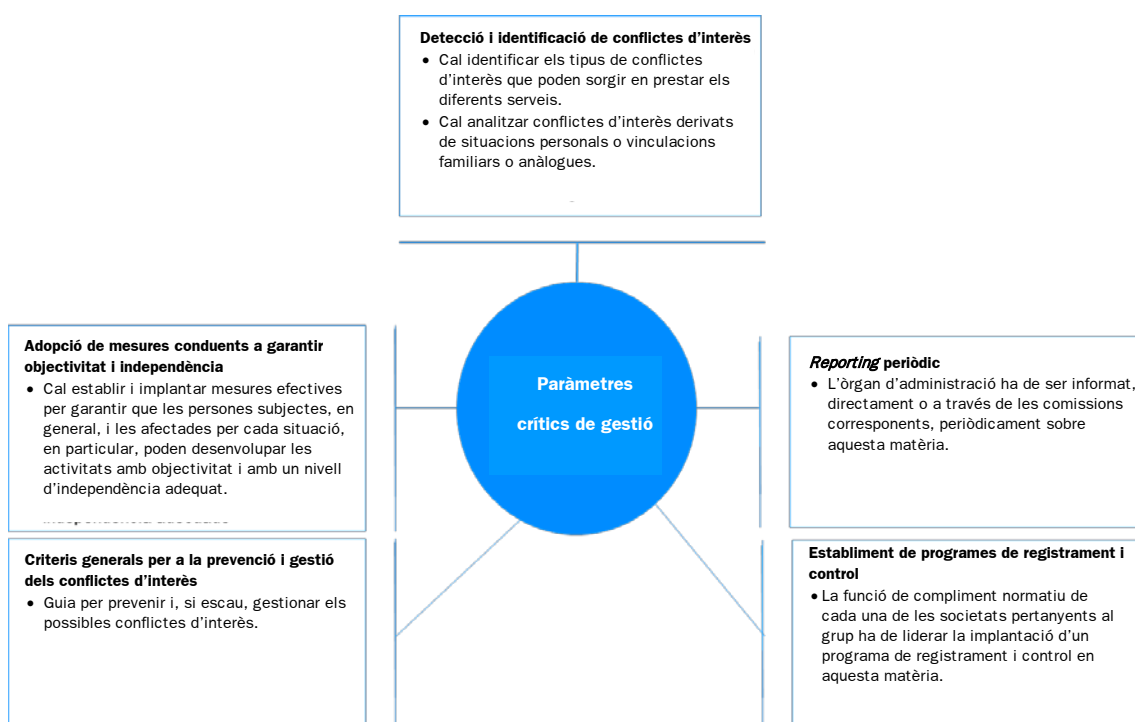 Detecció i identificació de conflictes d’interès
• Cal identificar els tipus de conflictes
d’interès que poden sorgir en prestar els
diferents serveis.
• Cal analitzar conflictes d’interès derivats
de situacions personals o vinculacions
familiars o anàlogues.
Adopció de mesures conduents a garantir
objectivitat i independència
• Cal establir i implantar mesures efectives
per garantir que les persones subjectes, en
general, i les afectades per cada situació,
en particular, poden desenvolupar les
activitats amb objectivitat i amb un nivell
d’independència adequat.
Paràmetres
crítics de gestió
Reporting periòdic
• L’òrgan d’administració ha de ser informat,
directament o a través de les comissions
corresponents, periòdicament sobre
aquesta matèria.
Criteris generals per a la prevenció i gestió
dels conflictes d’interès
• Guia per prevenir i, si escau, gestionar els
possibles conflictes d’interès.
Establiment de programes de registrament i
control
• La funció de compliment normatiu de
cada una de les societats pertanyents al
grup ha de liderar la implantació d’un
programa de registrament i control en
aquesta matèria.